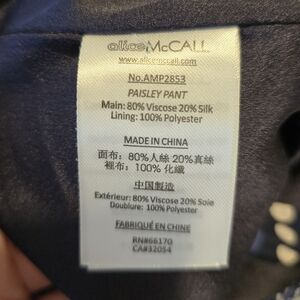 alice McCALL
www.alicemccall.com
No.AMP2853
PAISLEY PANT
Main: 80% Viscose 20% Silk
Lining: 100% Polyester
MADE IN CHINA
面布: 80%人絲 20%真絲
裡布: 100% 化纖
中国製造
Extérieur: 80% Viscose 20% Soie
Doublure: 100% Polyester
FABRIQUÉ EN CHINE
RN#66170
CA#32054